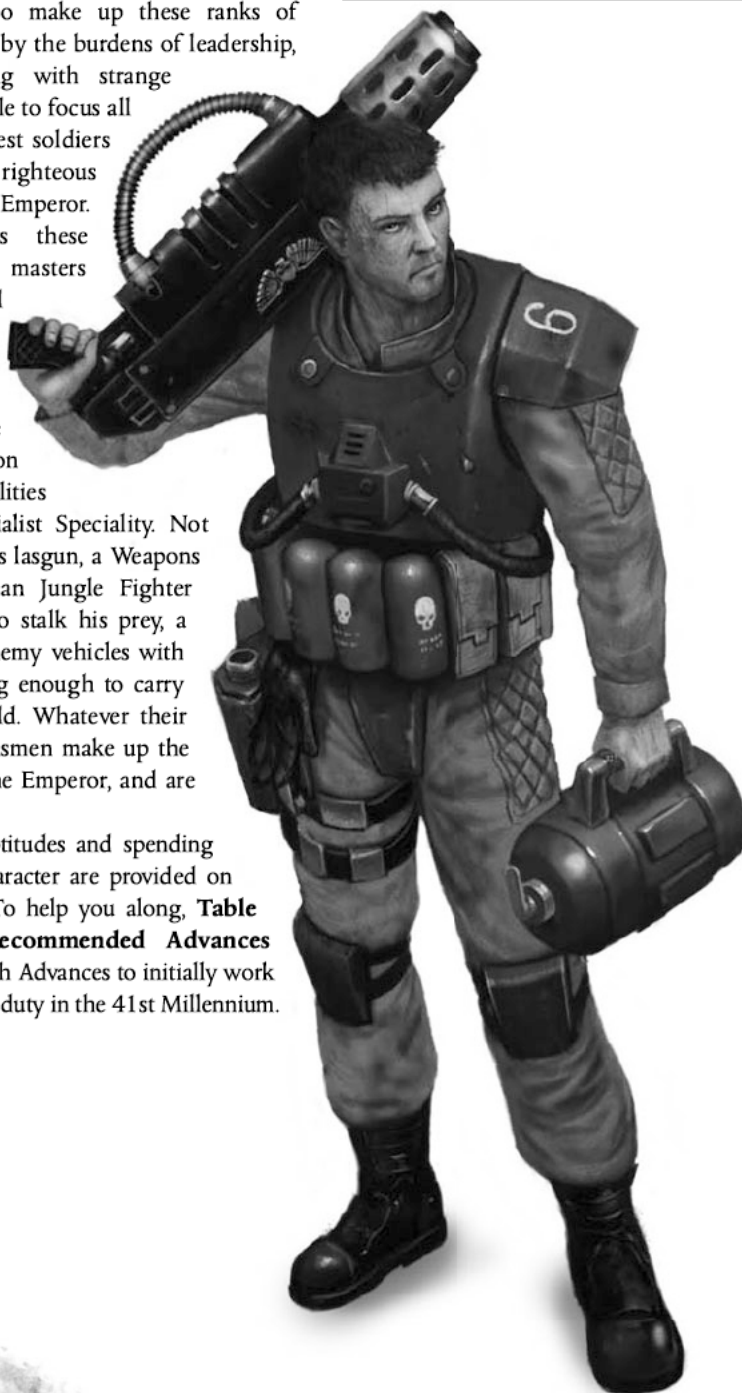 o make up these ranks of
by the burdens of leadership,
g with strange
le to focus all
est soldiers
righteous
Emperor.
s these
masters
on
lities
ialist Speciality. Not
s lasgun, a Weapons
an Jungle Fighter
o stalk his prey, a
emy vehicles with
g enough to carry
ld. Whatever their
smen make up the
he Emperor, and are
titudes and spending
aracter are provided on
To help you along, Table
ecommended Advances
h Advances to initially work
duty in the 41st Millennium.
9